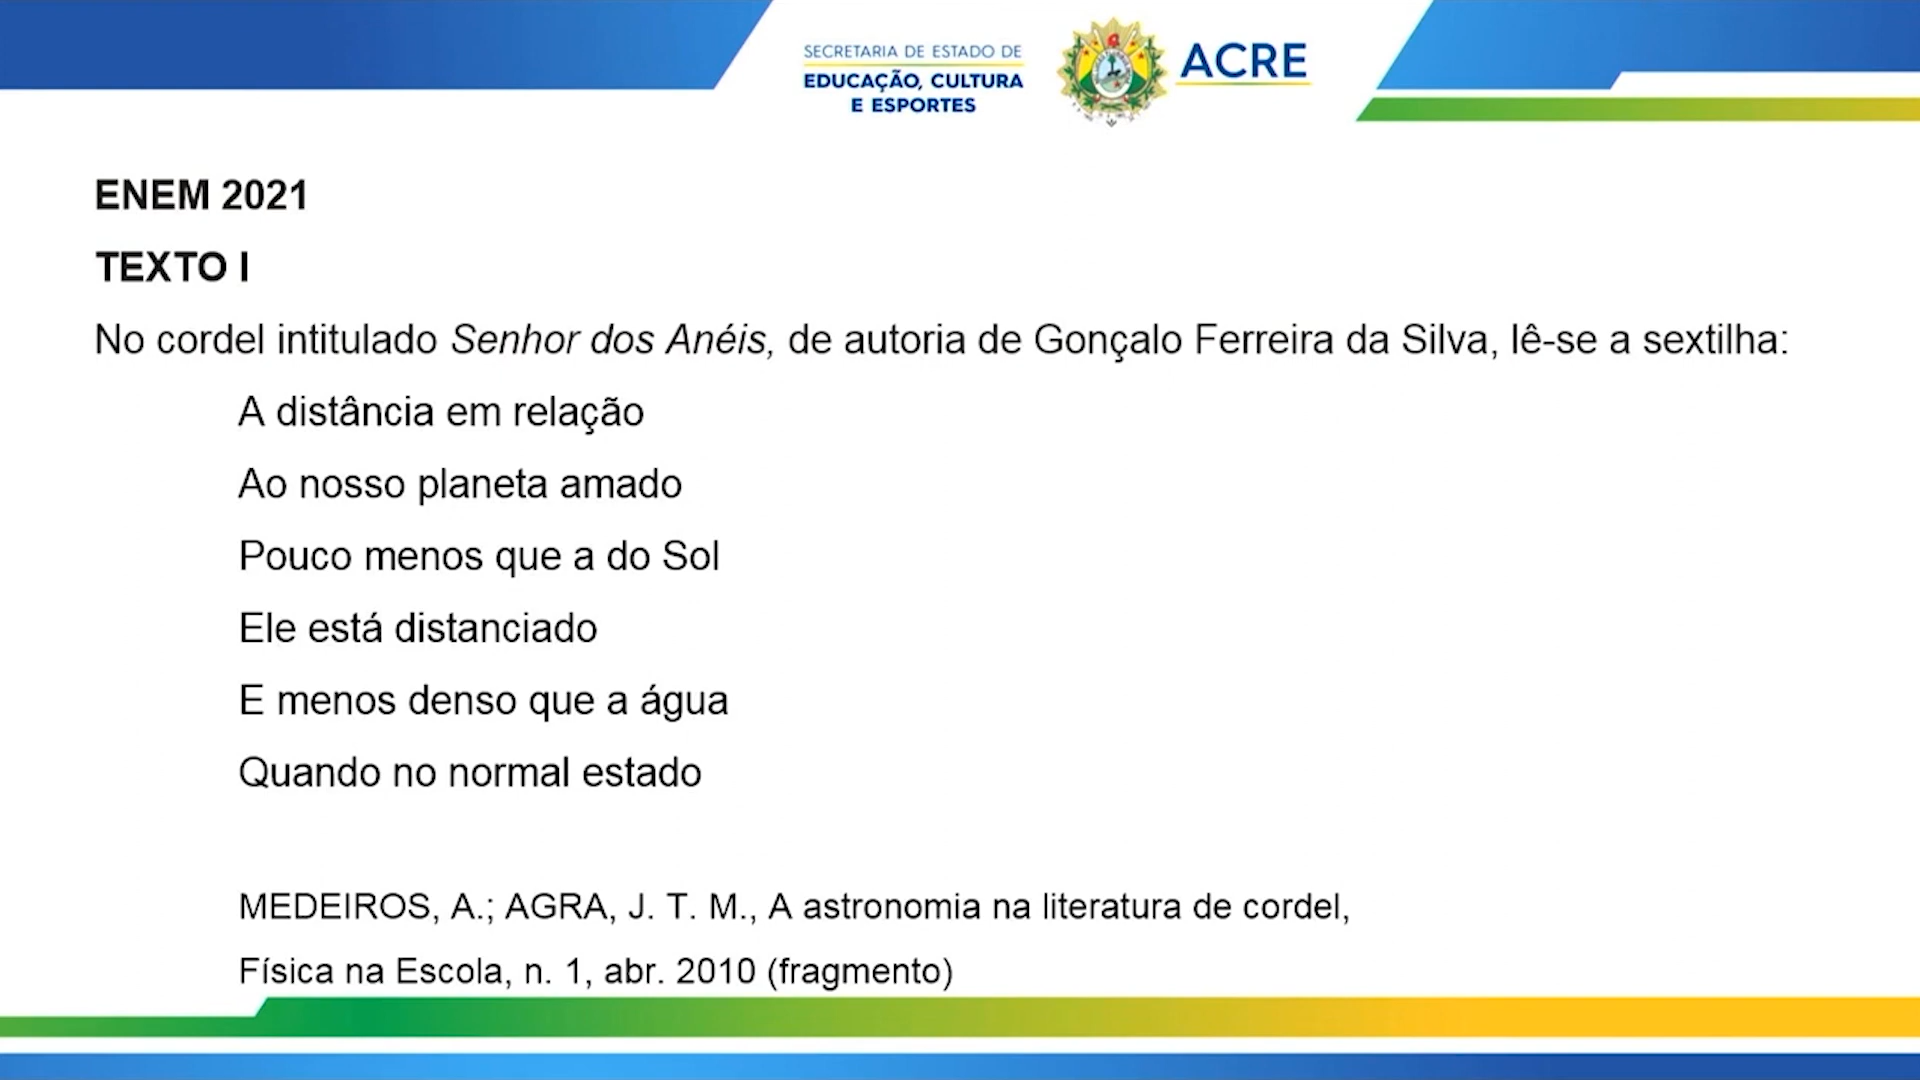 SECRETARIA DE ESTADO DE
EDUCAÇÃO, CULTURA
E ESPORTES
ACRE
ENEM 2021
TEXTO I
No cordel intitulado Senhor dos Anéis, de autoria de Gonçalo Ferreira da Silva, lê-se a sextilha:
A distância em relação
Ao nosso planeta amado
Pouco menos que a do Sol
Ele está distanciado
E menos denso que a água
Quando no normal estado
MEDEIROS, A.; AGRA, J. T. M., A astronomia na literatura de cordel,
Física na Escola, n. 1, abr. 2010 (fragmento)